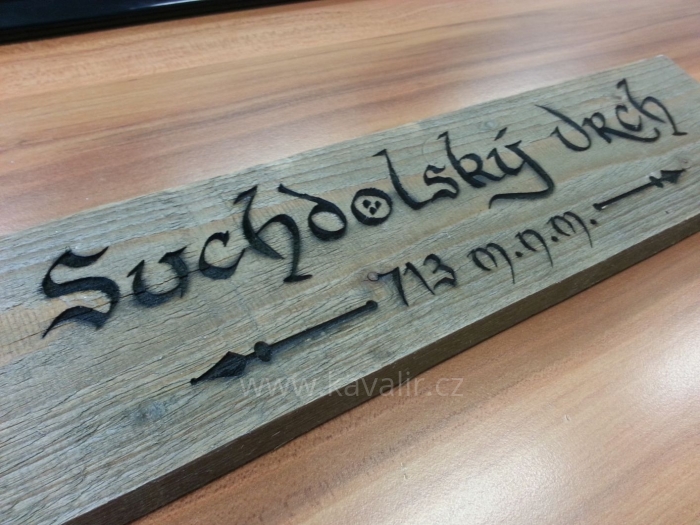 Suchdolský vrch
713 m.n.m.
www.kavalir.cz